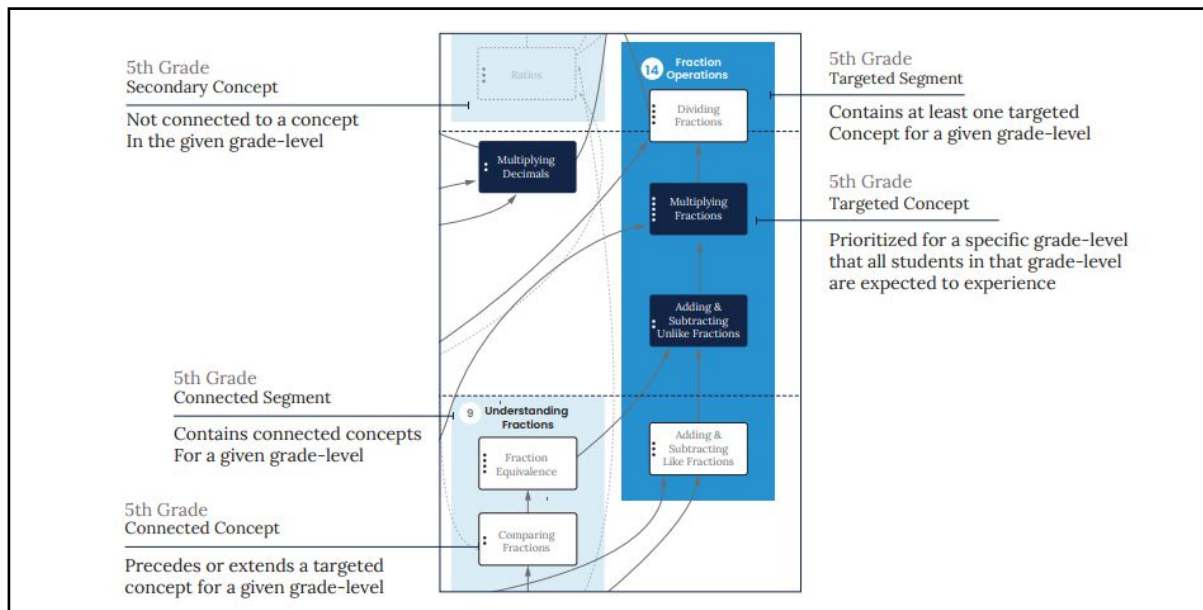 5th Grade
Secondary Concept
Not connected to a concept
In the given grade-level
5th Grade
Connected Segment
Contains connected concepts
For a given grade-level
5th Grade
Connected Concept
Precedes or extends a targeted
concept for a given grade-level
Ratios
Multiplying
Decimals
9 Understanding
Fractions
Fraction
Equivalence
Comparing
Fractions
14 Fraction
Operations
Dividing
Fractions
Multiplying
Fractions
Adding &
Subtracting
Unlike Fractions
Adding &
Subtracting
Like Fractions
5th Grade
Targeted Segment
Contains at least one targeted
Concept for a given grade-level
5th Grade
Targeted Concept
Prioritized for a specific grade-level
that all students in that grade-level
are expected to experience